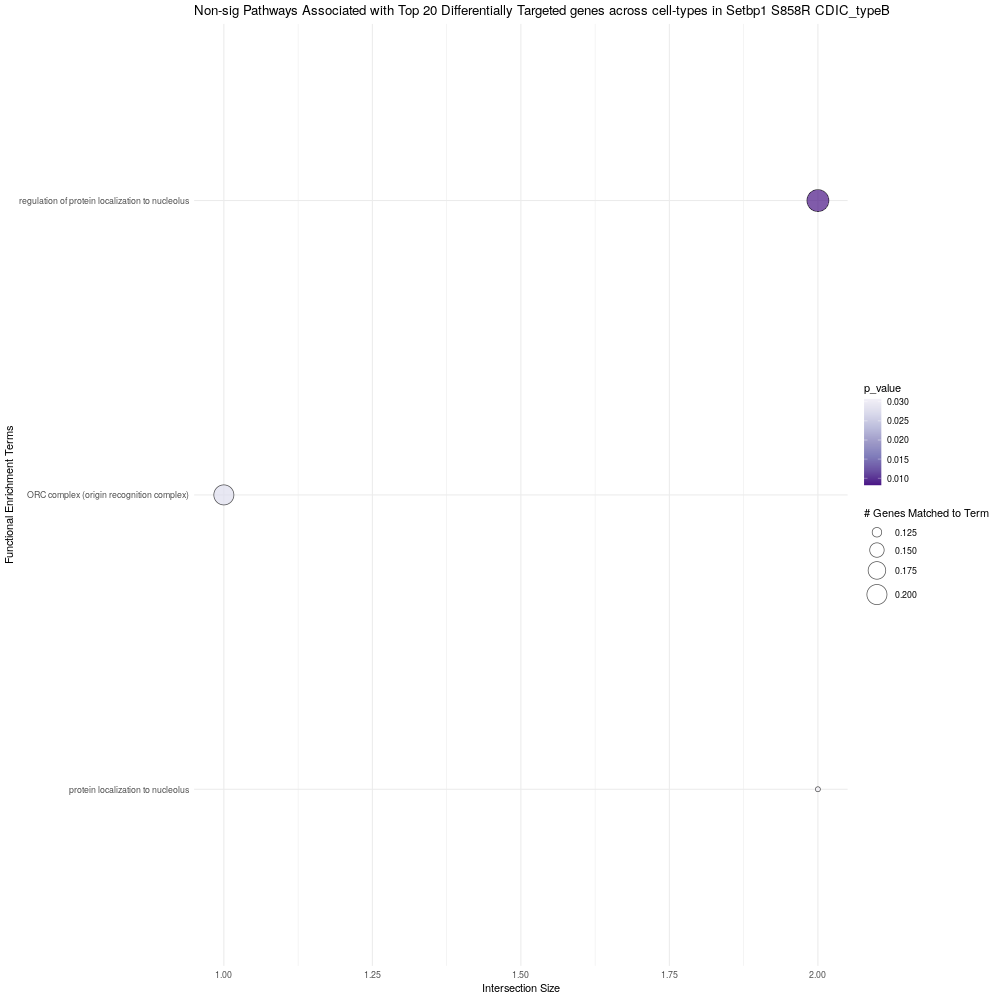 Non-sig Pathways Associated with Top 20 Differentially Targeted genes across cell-types in Setbp1 S858R CDIC_typeB
Functional Enrichment Terms
regulation of protein localization to nucleolus
ORC complex (origin recognition complex)
protein localization to nucleolus
1.00
1.25
1.50
1.75
2.00
Intersection Size
p_value
0.030
0.025
0.020
0.015
0.010
# Genes Matched to Term
0.125
0.150
0.175
0.200